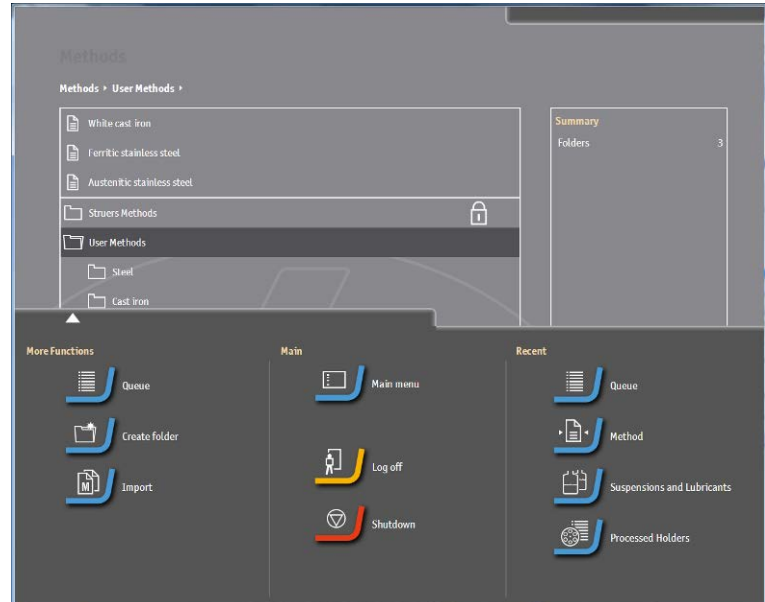 Methods
Methods ▸ User Methods ▸
White cast iron
Ferritic stainless steel
Austenitic stainless steel
Struers Methods
User Methods
Steel
Cast iron
Summary
Folders 3
More Functions
Queue
Create folder
M
Import
Main
Main menu
Log off
Shutdown
Recent
Queue
Method
Suspensions and Lubricants
Processed Holders